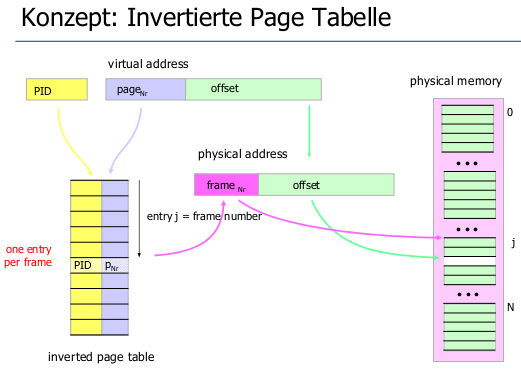 Konzept: Invertierte Page Tabelle
virtual address
PID
pageNr
offset
physical memory
0
physical address
frame Nr
offset
entry j = frame number
one entry
per frame
PID
pNr
j
N
inverted page table